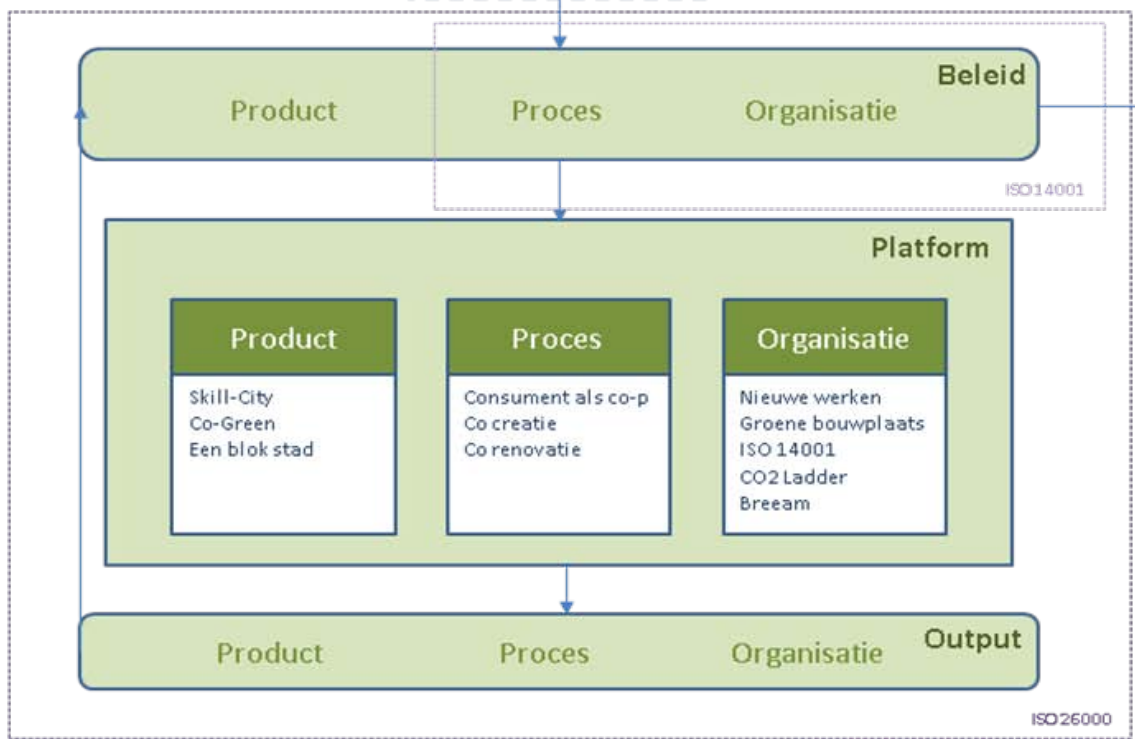 Beleid
Product Proces Organisatie
ISO14001
Platform
Product
Skill-City
Co-Green
Een blok stad
Proces
Consument als co-p
Co creatie
Co renovatie
Organisatie
Nieuwe werken
Groene bouwplaats
ISO 14001
CO2 Ladder
Breeam
Output
Product Proces Organisatie
ISO26000